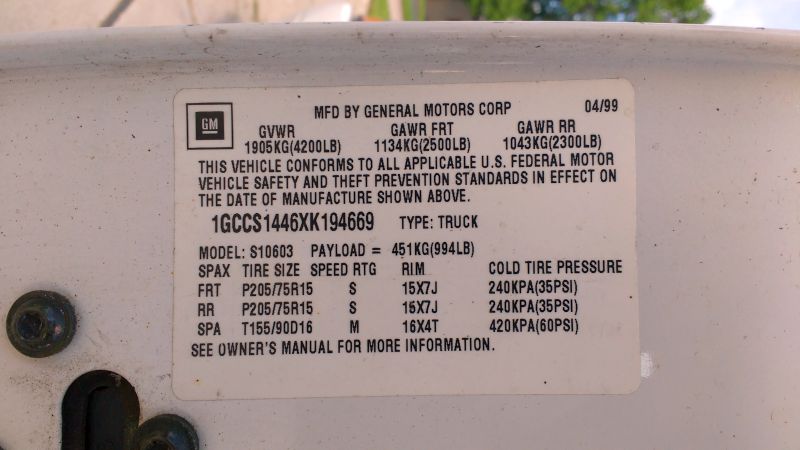 GM
MFD BY GENERAL MOTORS CORP 04/99
GVWR GAWR FRT GAWR RR
1905KG(4200LB) 1134KG(2500LB) 1043KG(2300LB)
THIS VEHICLE CONFORMS TO ALL APPLICABLE U.S. FEDERAL MOTOR
VEHICLE SAFETY AND THEFT PREVENTION STANDARDS IN EFFECT ON
THE DATE OF MANUFACTURE SHOWN ABOVE.
1GCCS1446XK194669 TYPE: TRUCK
MODEL: S10603 PAYLOAD = 451KG(994LB)
SPAX TIRE SIZE SPEED RTG RIM COLD TIRE PRESSURE
FRT P205/75R15 S 15X7J 240KPA(35PSI)
RR P205/75R15 S 15X7J 240KPA(35PSI)
SPA T155/90D16 M 16X4T 420KPA(60PSI)
SEE OWNER'S MANUAL FOR MORE INFORMATION.